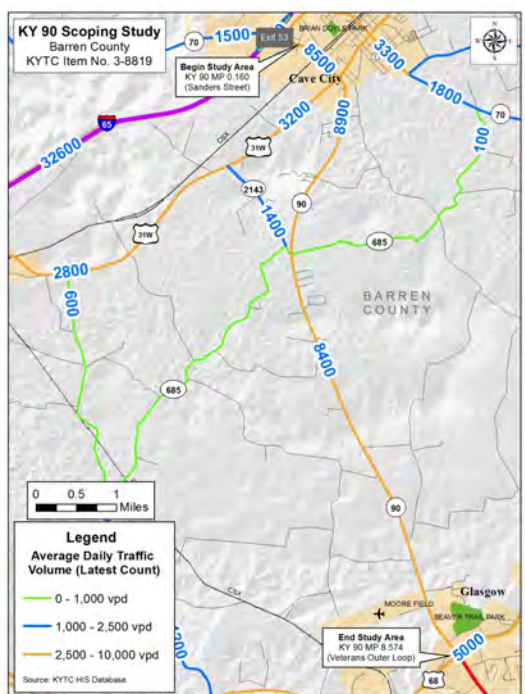 KY 90 Scoping Study
Barren County
KYTC Item No. 3-8819
70
1500
Exit 53
BRIAN DOYLE PARK
Begin Study Area
KY 90 MP 0.160
(Sanders Street)
8500
3300
Cave City
1800
70
65
32600
CSX
3200
31W
8900
100
2143
1400
90
31W
685
2800
600
BARREN
COUNTY
8400
685
0 0.5 1
Miles
90
Legend
Average Daily Traffic
Volume (Latest Count)
0 - 1,000 vpd
1,000 - 2,500 vpd
2,500 - 10,000 vpd
Source: KYTC HIS Database
CSX
Glasgow
MOORE FIELD
BEAVER TRAIL PARK
End Study Area
KY 90 MP 8.574
(Veterans Outer Loop)
5000
68